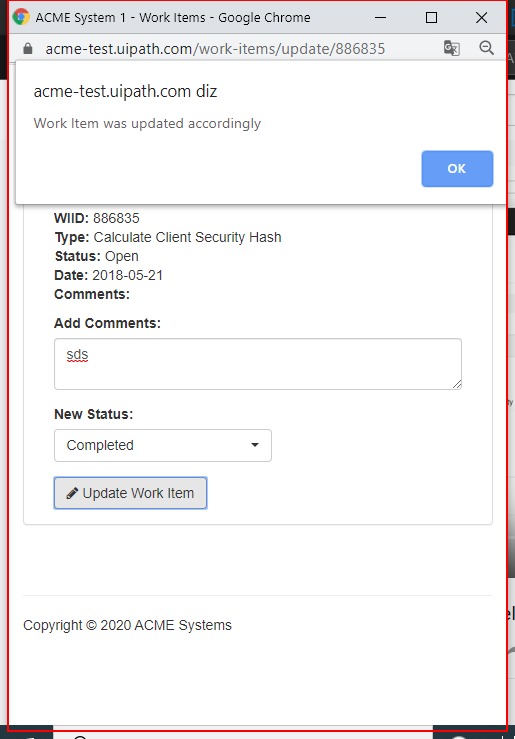 ACME System 1 - Work Items - Google Chrome
acme-test.uipath.com/work-items/update/886835
acme-test.uipath.com diz
Work Item was updated accordingly
OK
WIID: 886835
Type: Calculate Client Security Hash
Status: Open
Date: 2018-05-21
Comments:
Add Comments:
sds
New Status:
Completed
Update Work Item
Copyright © 2020 ACME Systems